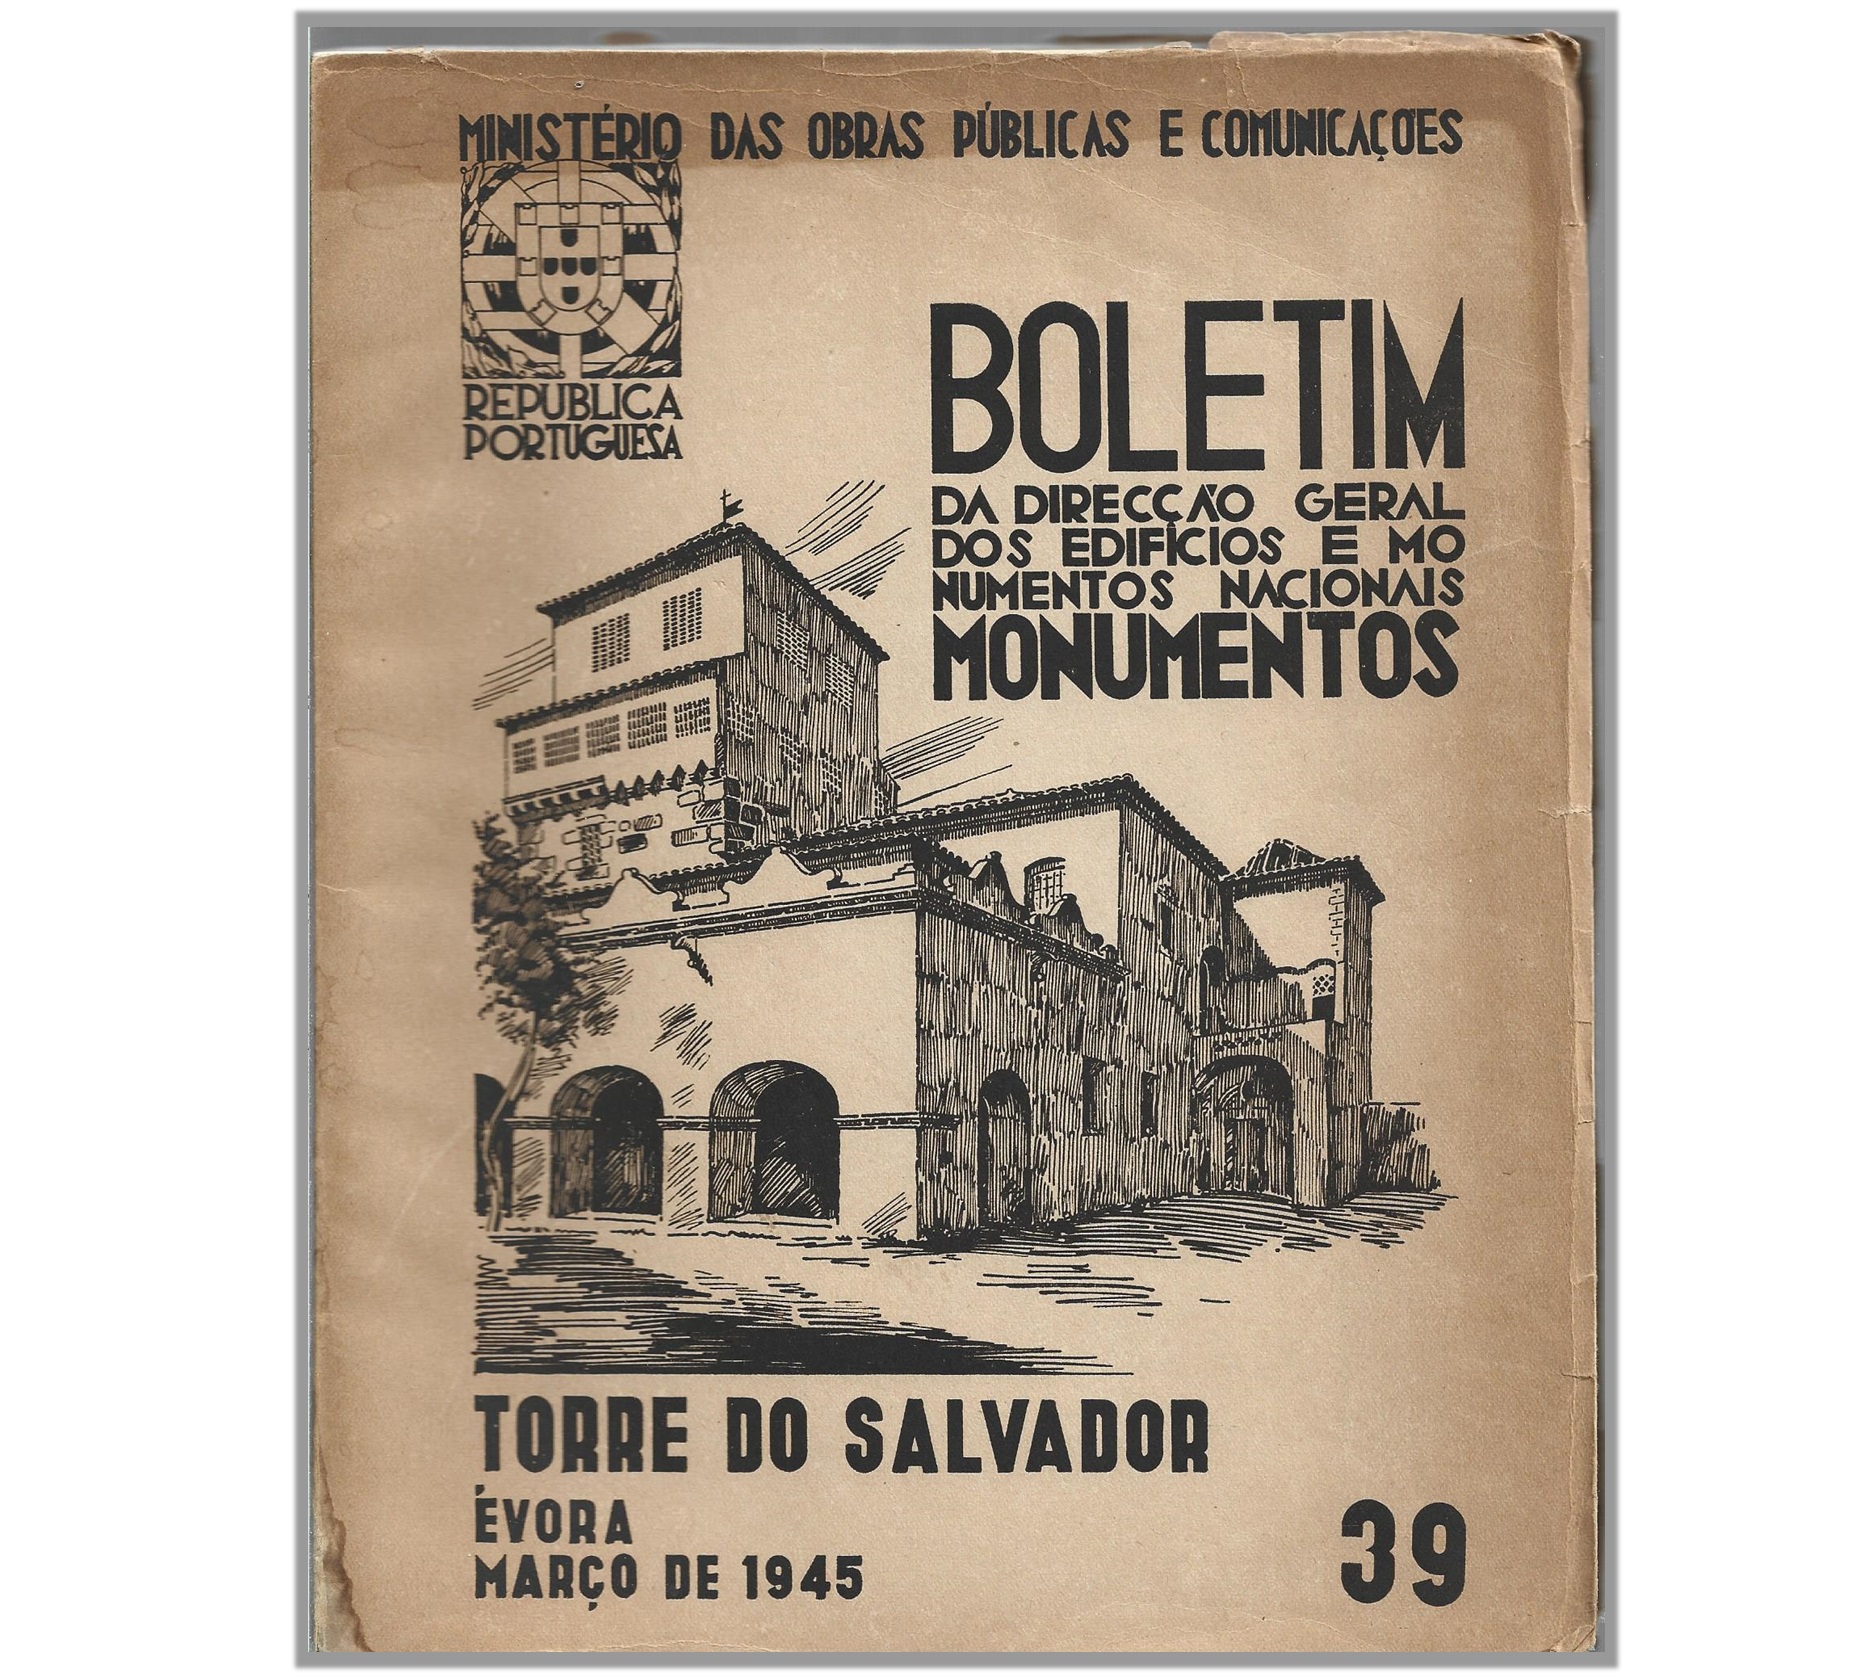 MINISTÉRIO DAS OBRAS PÚBLICAS E COMUNICAÇÕES
REPUBLICA
PORTUGUESA
BOLETIM
DA DIRECÇÃO GERAL
DOS EDIFÍCIOS E MO
NUMENTOS NACIONAIS
MONUMENTOS
TORRE DO SALVADOR
ÉVORA
MARÇO DE 1945
39